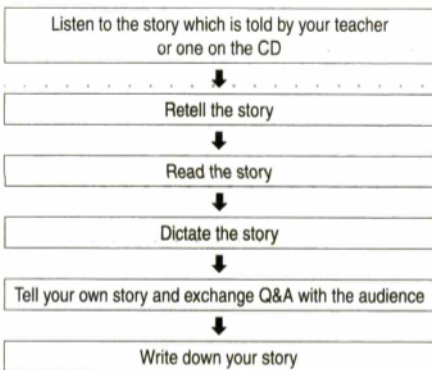 Listen to the story which is told by your teacher
or one on the CD
Retell the story
Read the story
Dictate the story
Tell your own story and exchange Q&A with the audience
Write down your story